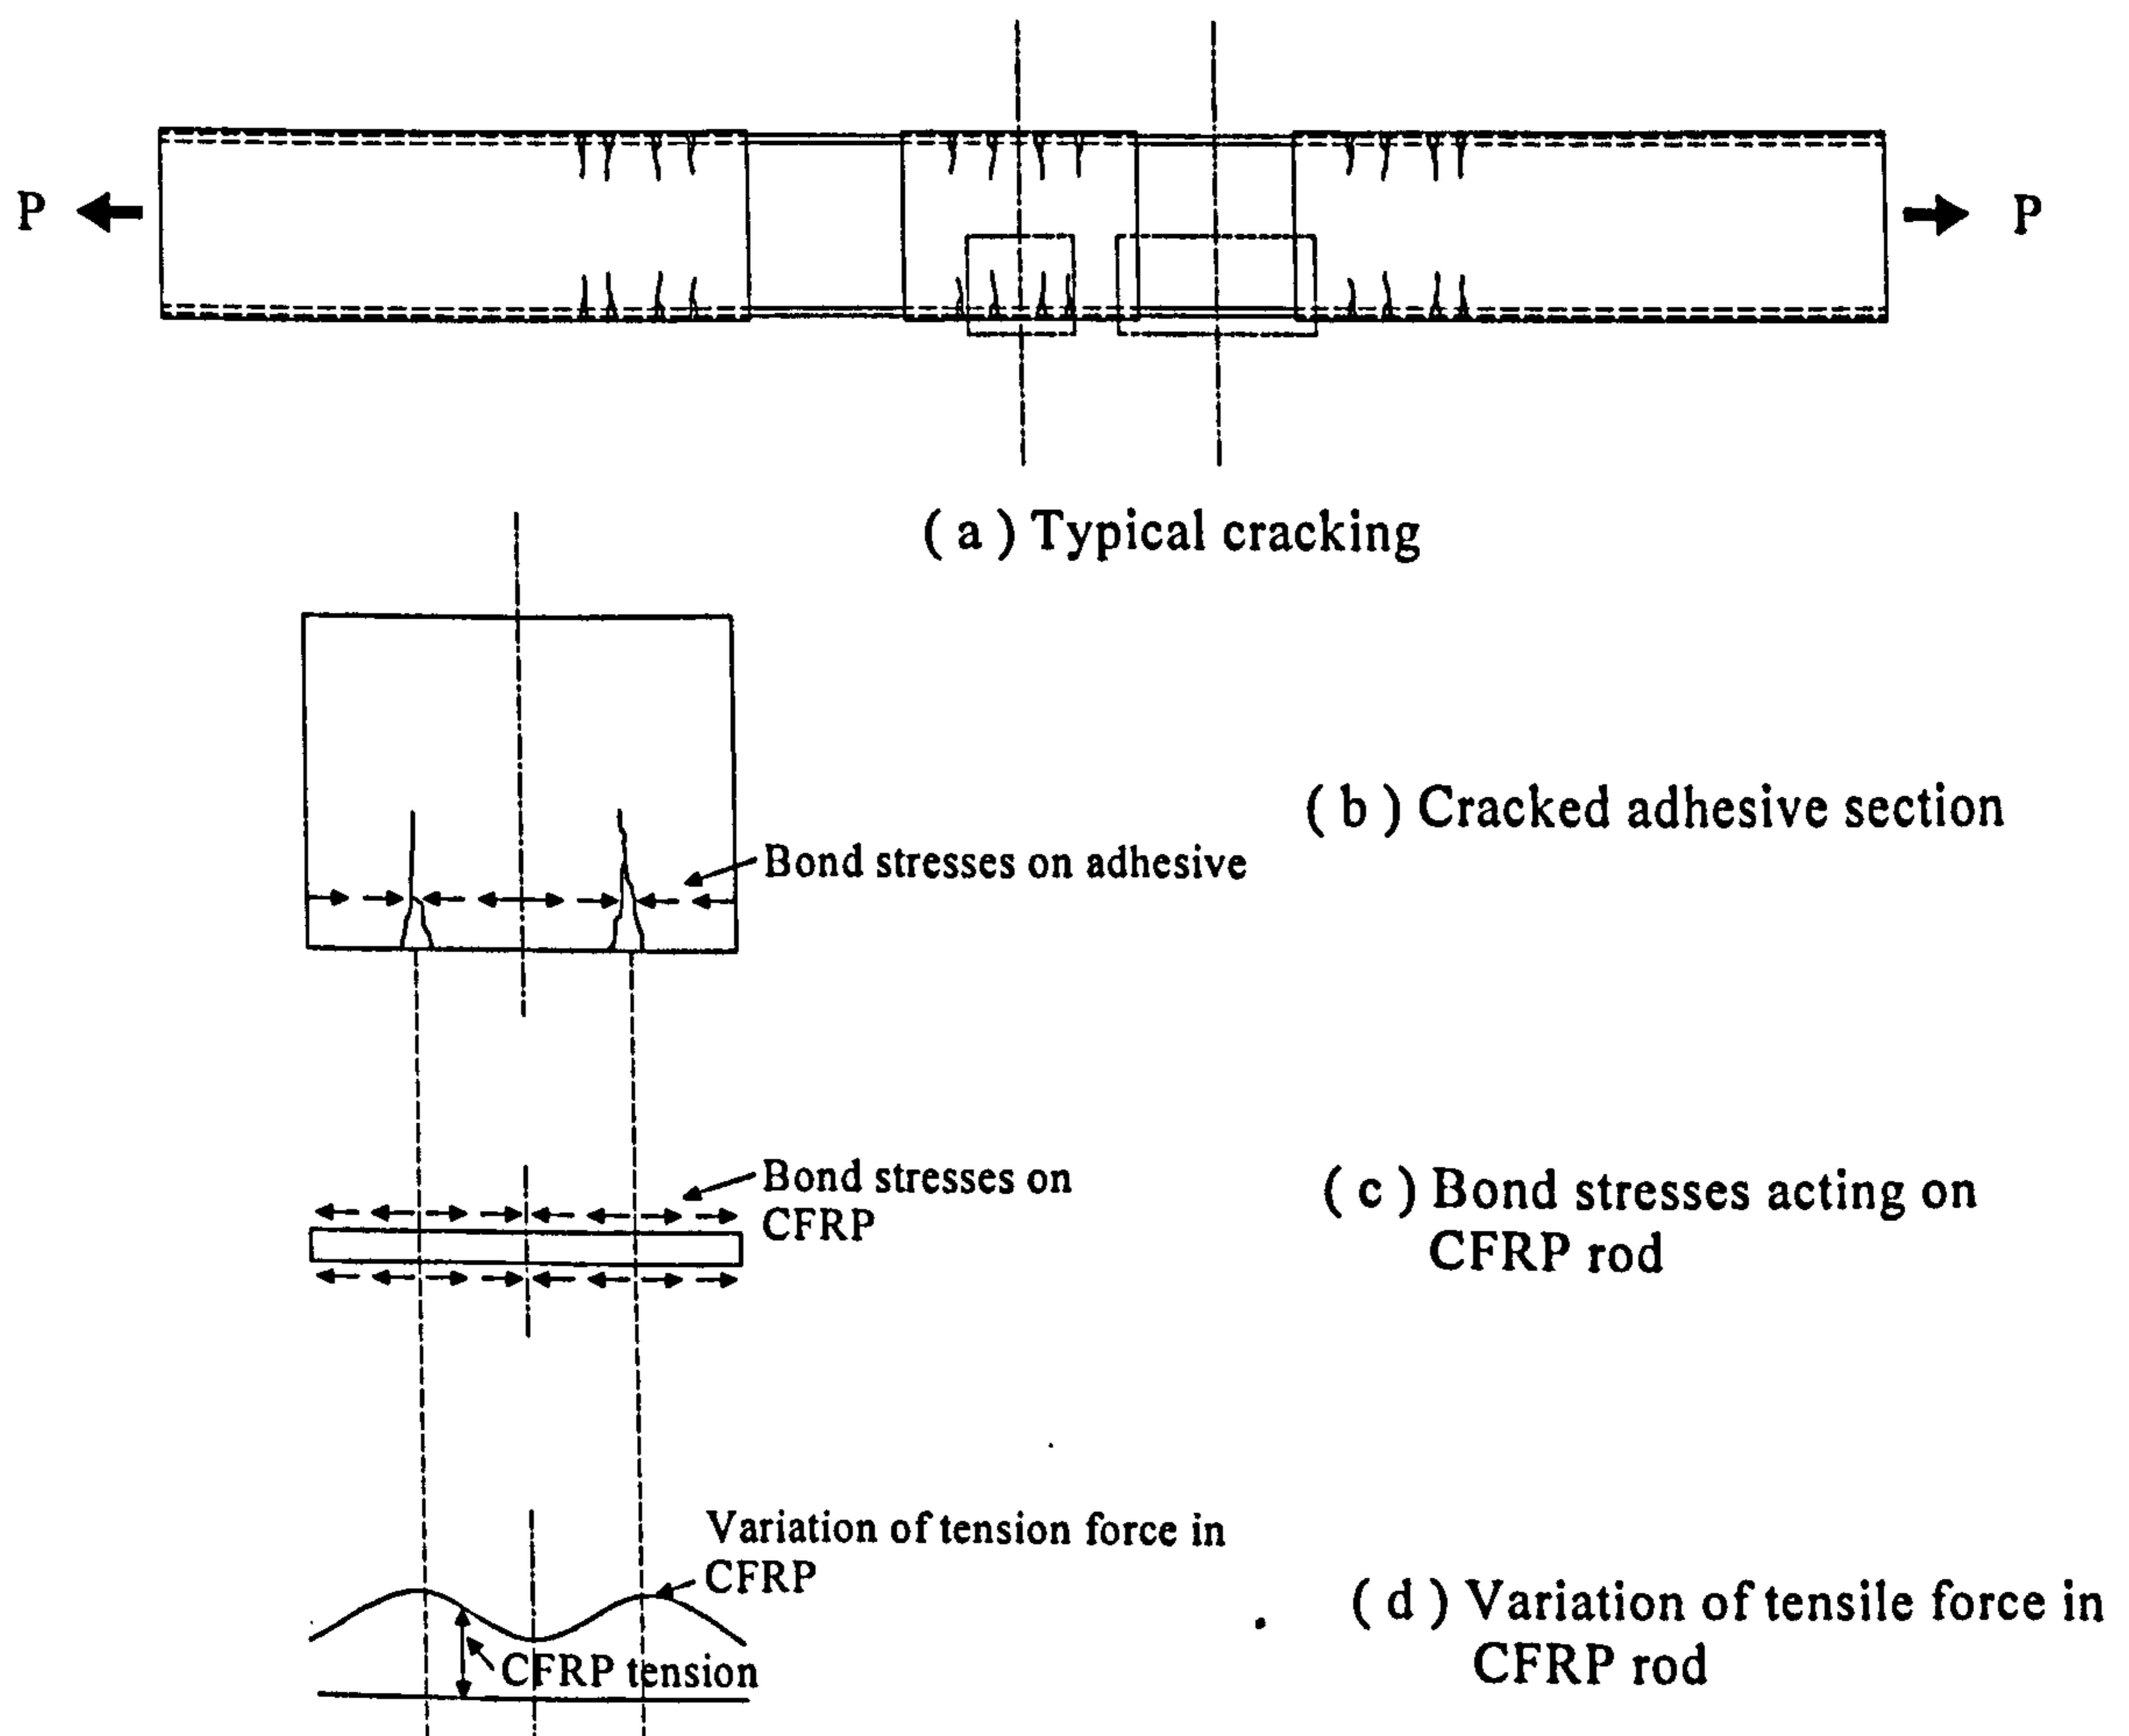 P
P
( a ) Typical cracking
( b ) Cracked adhesive section
Bond stresses on adhesive
Bond stresses on
CFRP
( c ) Bond stresses acting on
CFRP rod
Variation of tension force in
CFRP
CFRP tension
( d ) Variation of tensile force in
CFRP rod